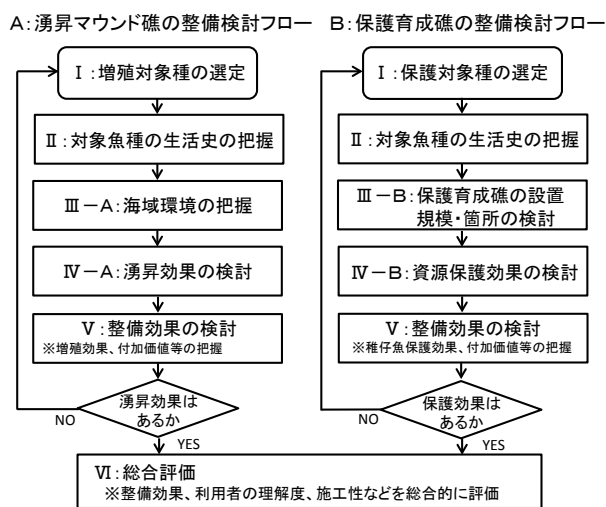 A:湧昇マウンド礁の整備検討フロー
Ⅰ:増殖対象種の選定
Ⅱ:対象魚種の生活史の把握
Ⅲ-A:海域環境の把握
Ⅳ-A:湧昇効果の検討
Ⅴ:整備効果の検討
※増殖効果、付加価値等の把握
湧昇効果は
あるか
NO
YES
B:保護育成礁の整備検討フロー
Ⅰ:保護対象種の選定
Ⅱ:対象魚種の生活史の把握
Ⅲ-B:保護育成礁の設置
規模・箇所の検討
Ⅳ-B:資源保護効果の検討
Ⅴ:整備効果の検討
※稚仔魚保護効果、付加価値等の把握
保護効果は
あるか
NO
YES
Ⅵ:総合評価
※整備効果、利用者の理解度、施工性などを総合的に評価